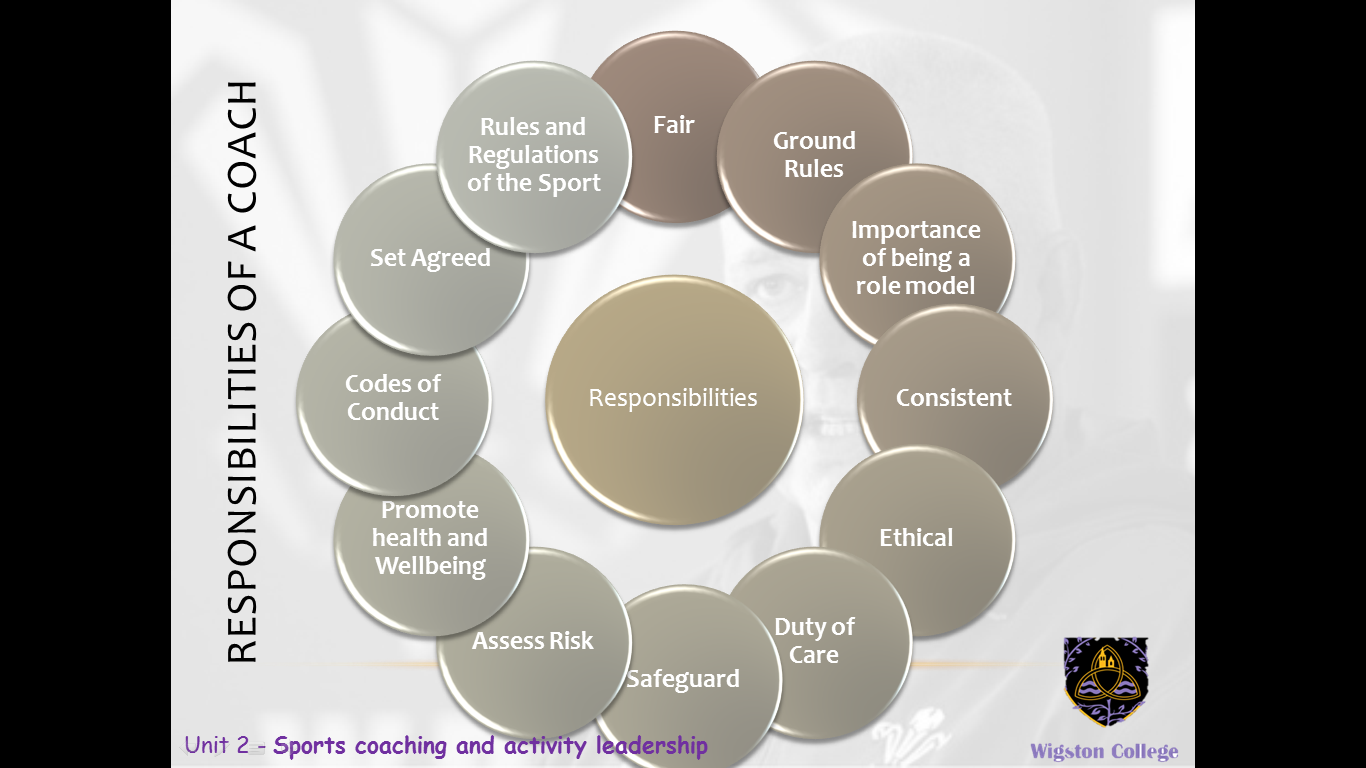 RESPONSIBILITIES OF A COACH
Fair
Ground
Rules
Importance
of being a
role model
Consistent
Ethical
Duty of
Care
Safeguard
Assess Risk
Promote
health and
Wellbeing
Codes of
Conduct
Set Agreed
Rules and
Regulations
of the Sport
Responsibilities
Unit 2 - Sports coaching and activity leadership
Wigston College